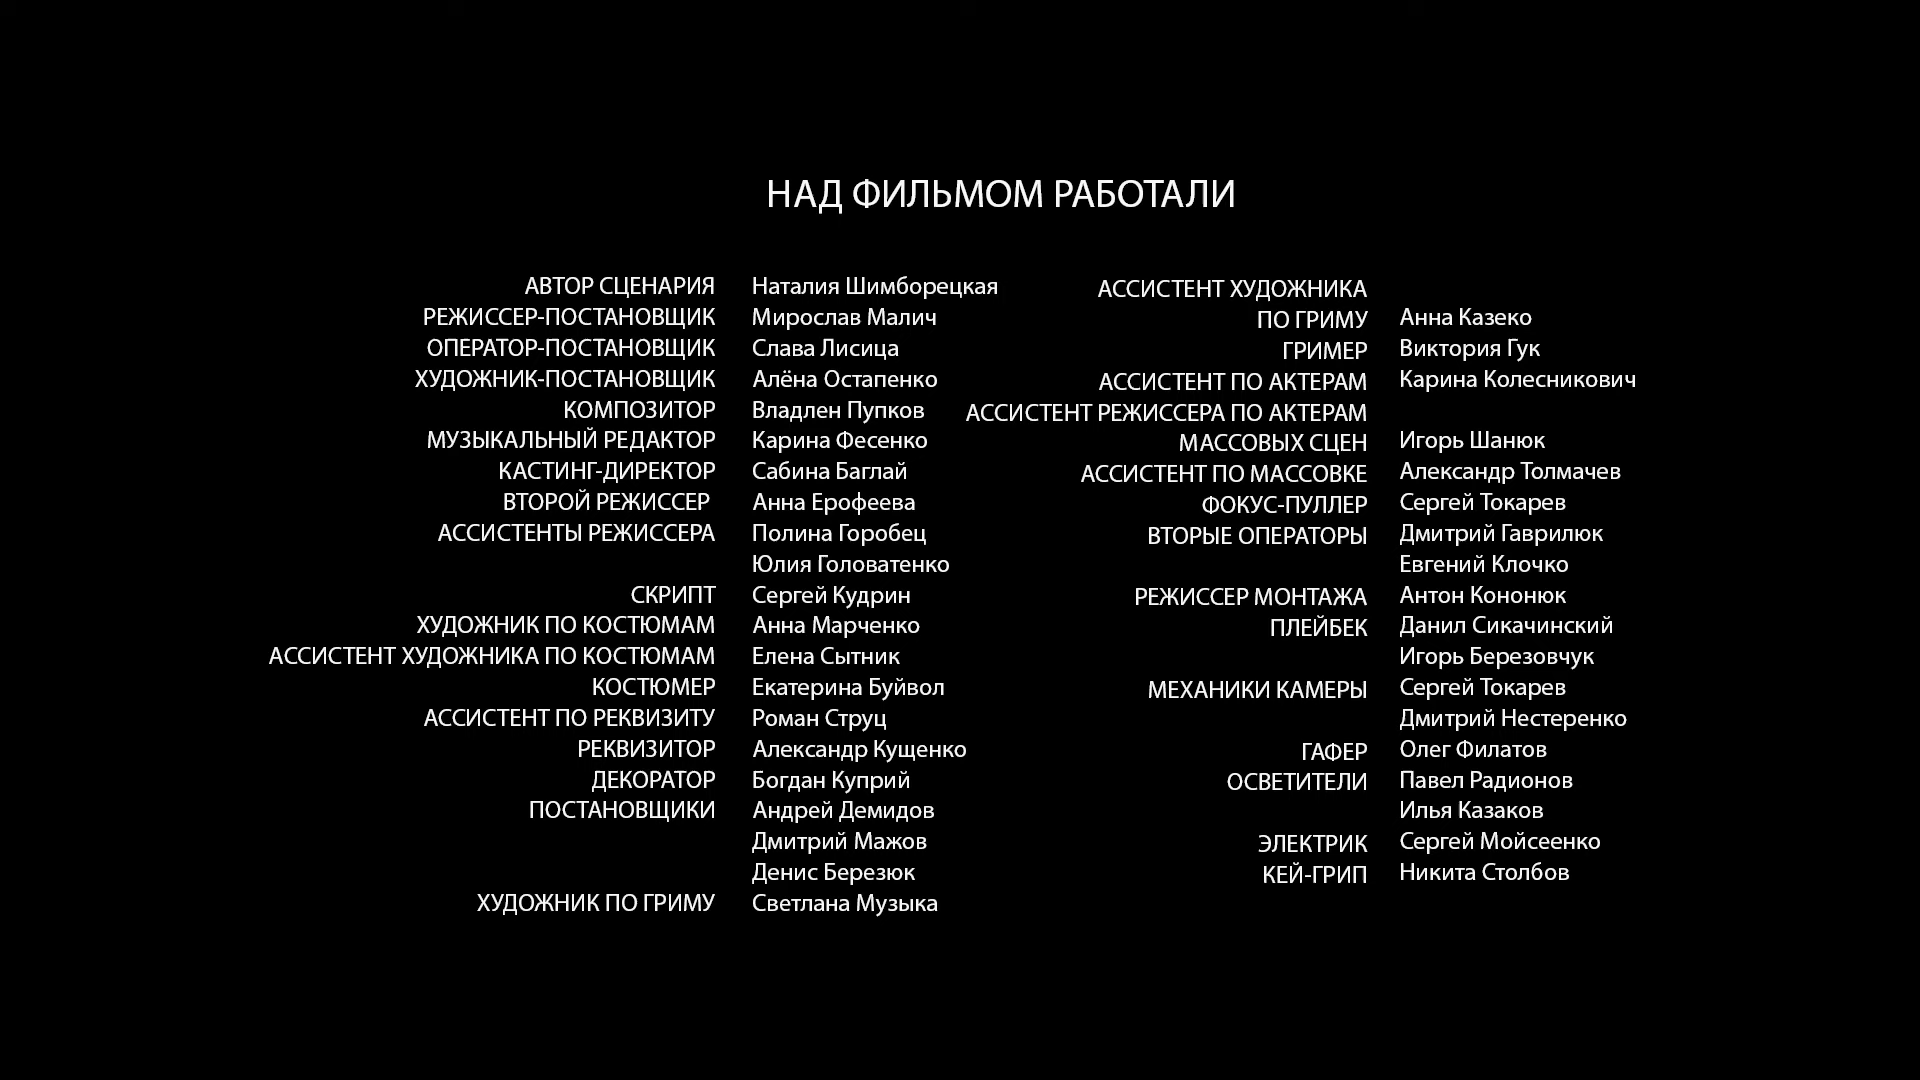 НАД ФИЛЬМОМ РАБОТАЛИ
АВТОР СЦЕНАРИЯ Наталия Шимборецкая
РЕЖИССЕР-ПОСТАНОВЩИК Мирослав Малич
ОПЕРАТОР-ПОСТАНОВЩИК Слава Лисица
ХУДОЖНИК-ПОСТАНОВЩИК Алёна Остапенко
КОМПОЗИТОР Владлен Пупков
МУЗЫКАЛЬНЫЙ РЕДАКТОР Карина Фесенко
КАСТИНГ-ДИРЕКТОР Сабина Баглай
ВТОРОЙ РЕЖИССЕР Анна Ерофеева
АССИСТЕНТЫ РЕЖИССЕРА Полина Горобец
Юлия Головатенко
СКРИПТ Сергей Кудрин
ХУДОЖНИК ПО КОСТЮМАМ Анна Марченко
АССИСТЕНТ ХУДОЖНИКА ПО КОСТЮМАМ Елена Сытник
КОСТЮМЕР Екатерина Буйвол
АССИСТЕНТ ПО РЕКВИЗИТУ Роман Струц
РЕКВИЗИТОР Александр Кущенко
ДЕКОРАТОР Богдан Куприй
ПОСТАНОВЩИКИ Андрей Демидов
Дмитрий Мажов
Денис Березюк
ХУДОЖНИК ПО ГРИМУ Светлана Музыка
АССИСТЕНТ ХУДОЖНИКА
ПО ГРИМУ Анна Казеко
ГРИМЕР Виктория Гук
АССИСТЕНТ ПО АКТЕРАМ Карина Колесникович
АССИСТЕНТ РЕЖИССЕРА ПО АКТЕРАМ
МАССОВЫХ СЦЕН Игорь Шанюк
АССИСТЕНТ ПО МАССОВКЕ Александр Толмачев
ФОКУС-ПУЛЛЕР Сергей Токарев
ВТОРЫЕ ОПЕРАТОРЫ Дмитрий Гаврилюк
Евгений Клочко
РЕЖИССЕР МОНТАЖА Антон Кононюк
ПЛЕЙБЕК Данил Сикачинский
Игорь Березовчук
МЕХАНИКИ КАМЕРЫ Сергей Токарев
Дмитрий Нестеренко
ГАФЕР Олег Филатов
ОСВЕТИТЕЛИ Павел Радионов
Илья Казаков
ЭЛЕКТРИК Сергей Мойсеенко
КЕЙ-ГРИП Никита Столбов